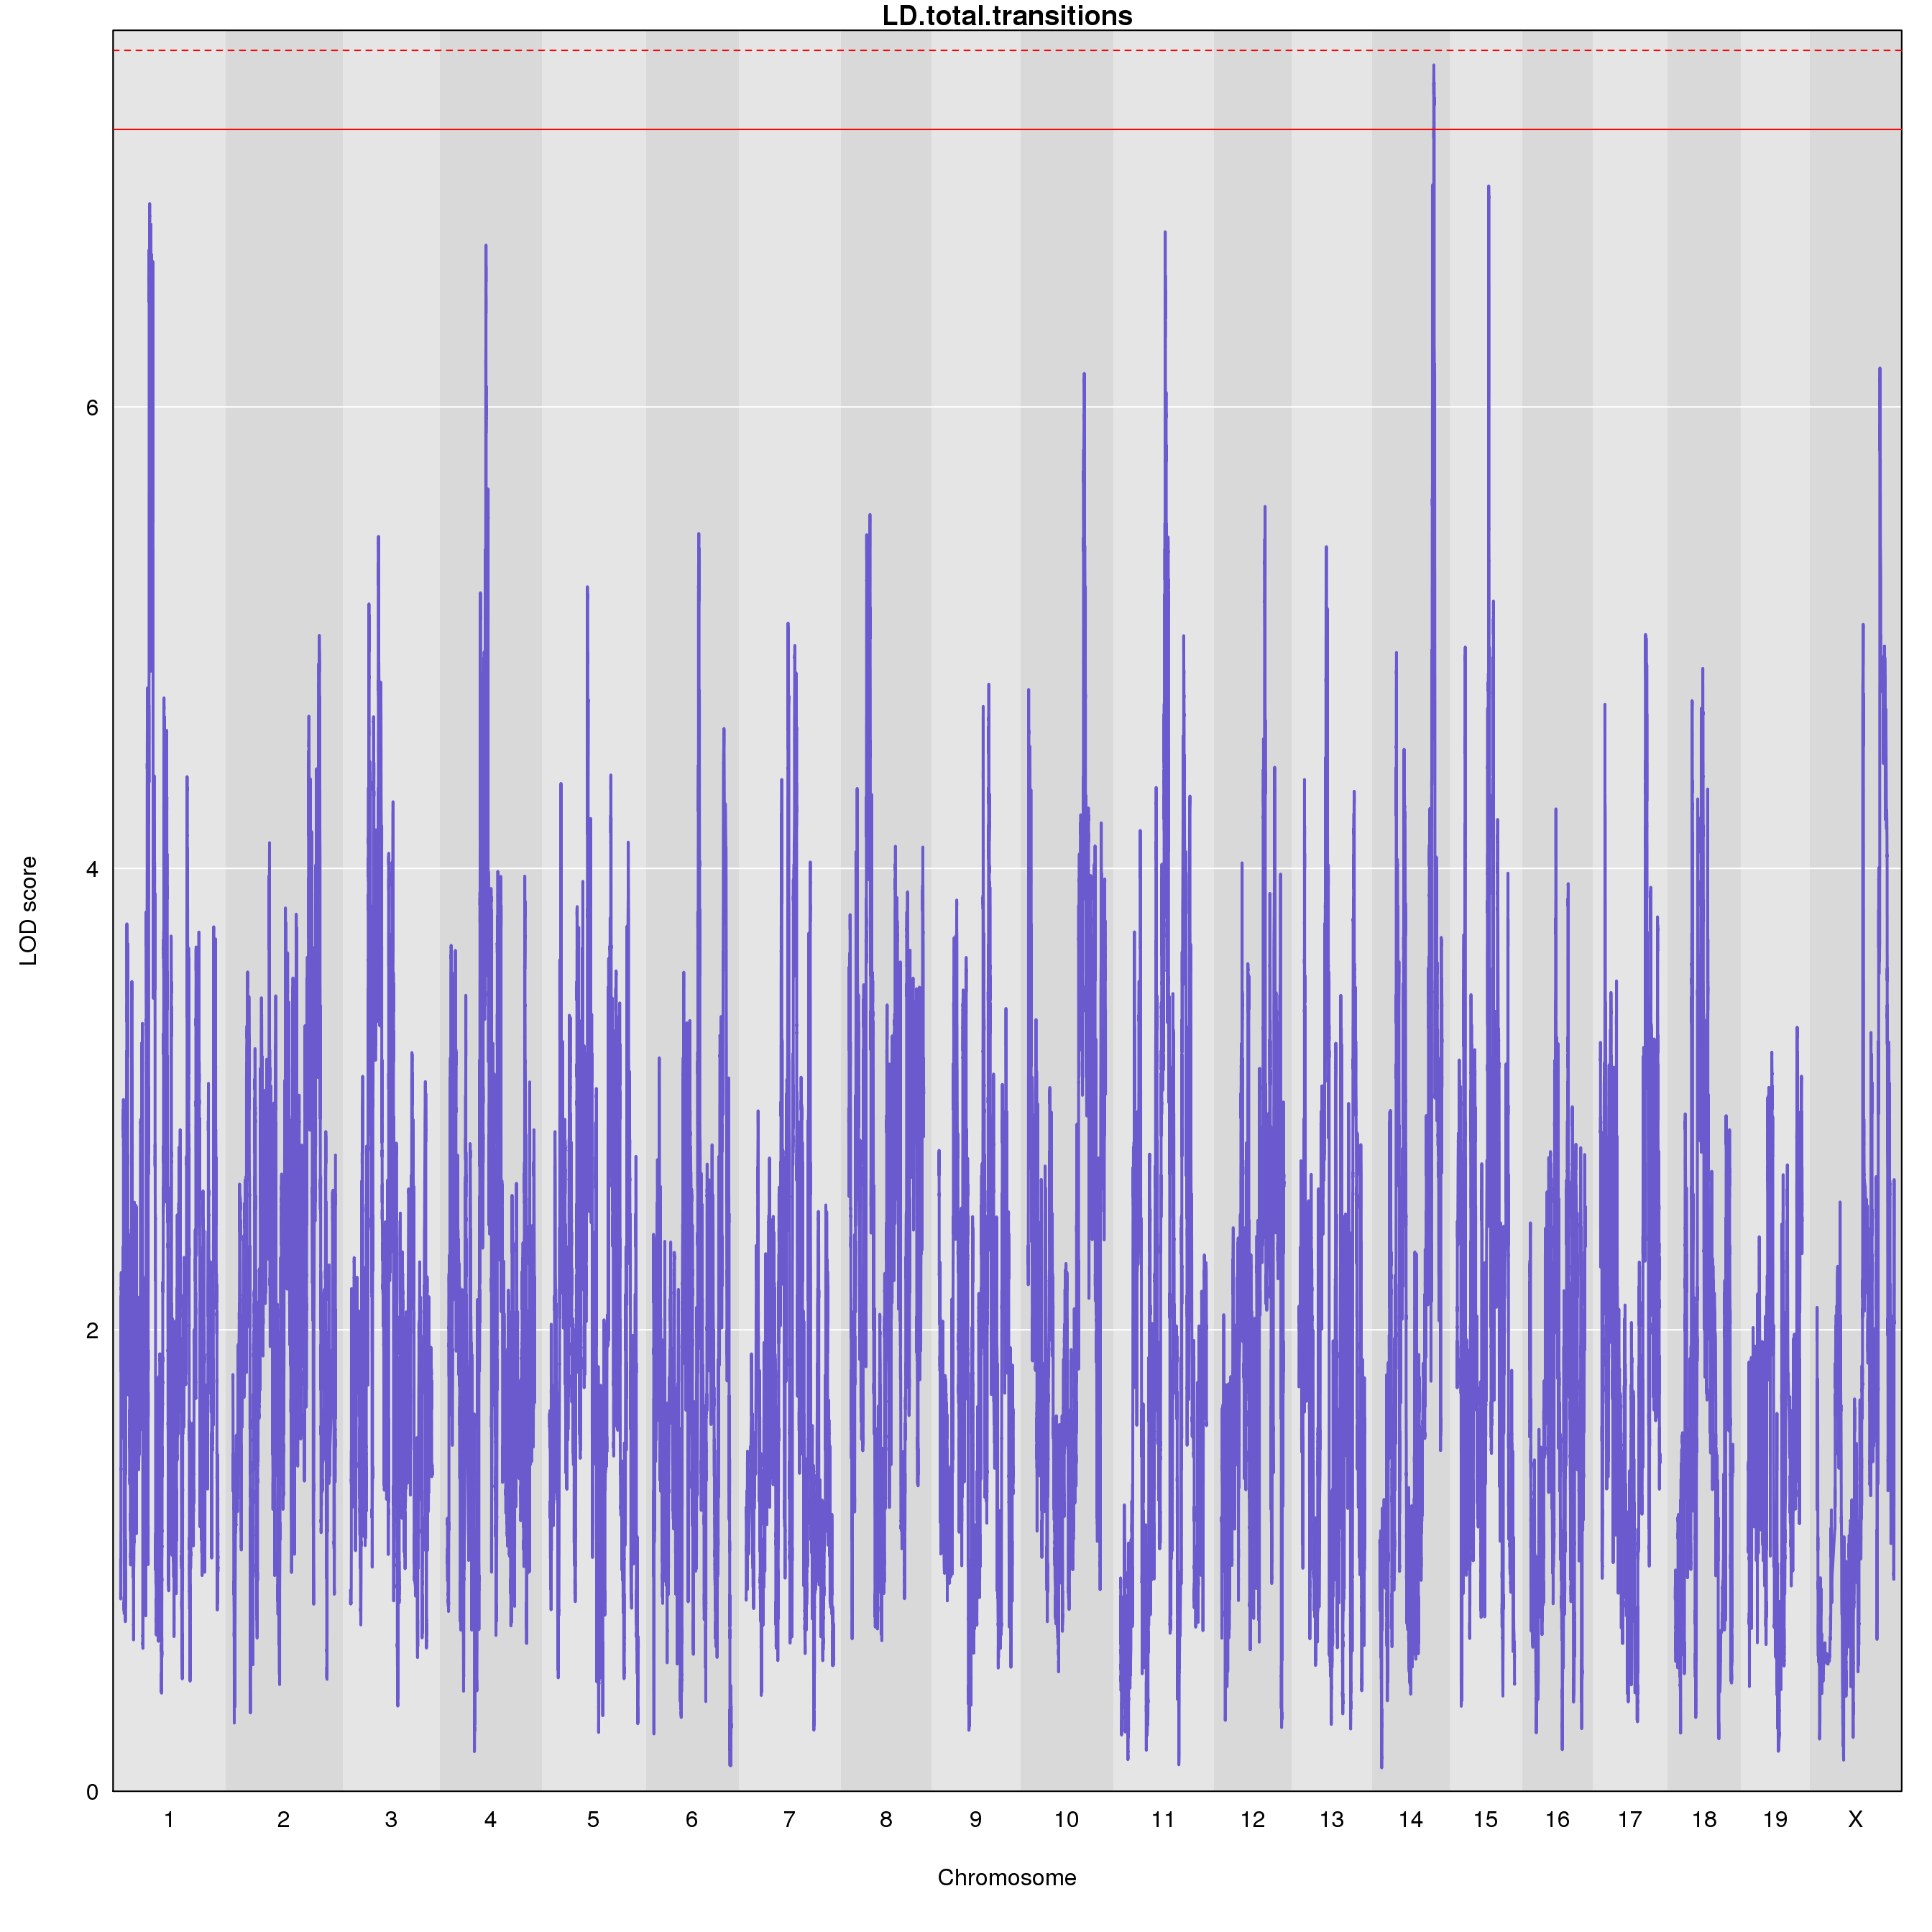 LD.total.transitions
LOD score
6
4
2
0
1 2 3 4 5 6 7 8 9 10 11 12 13 14 15 16 17 18 19 X
Chromosome